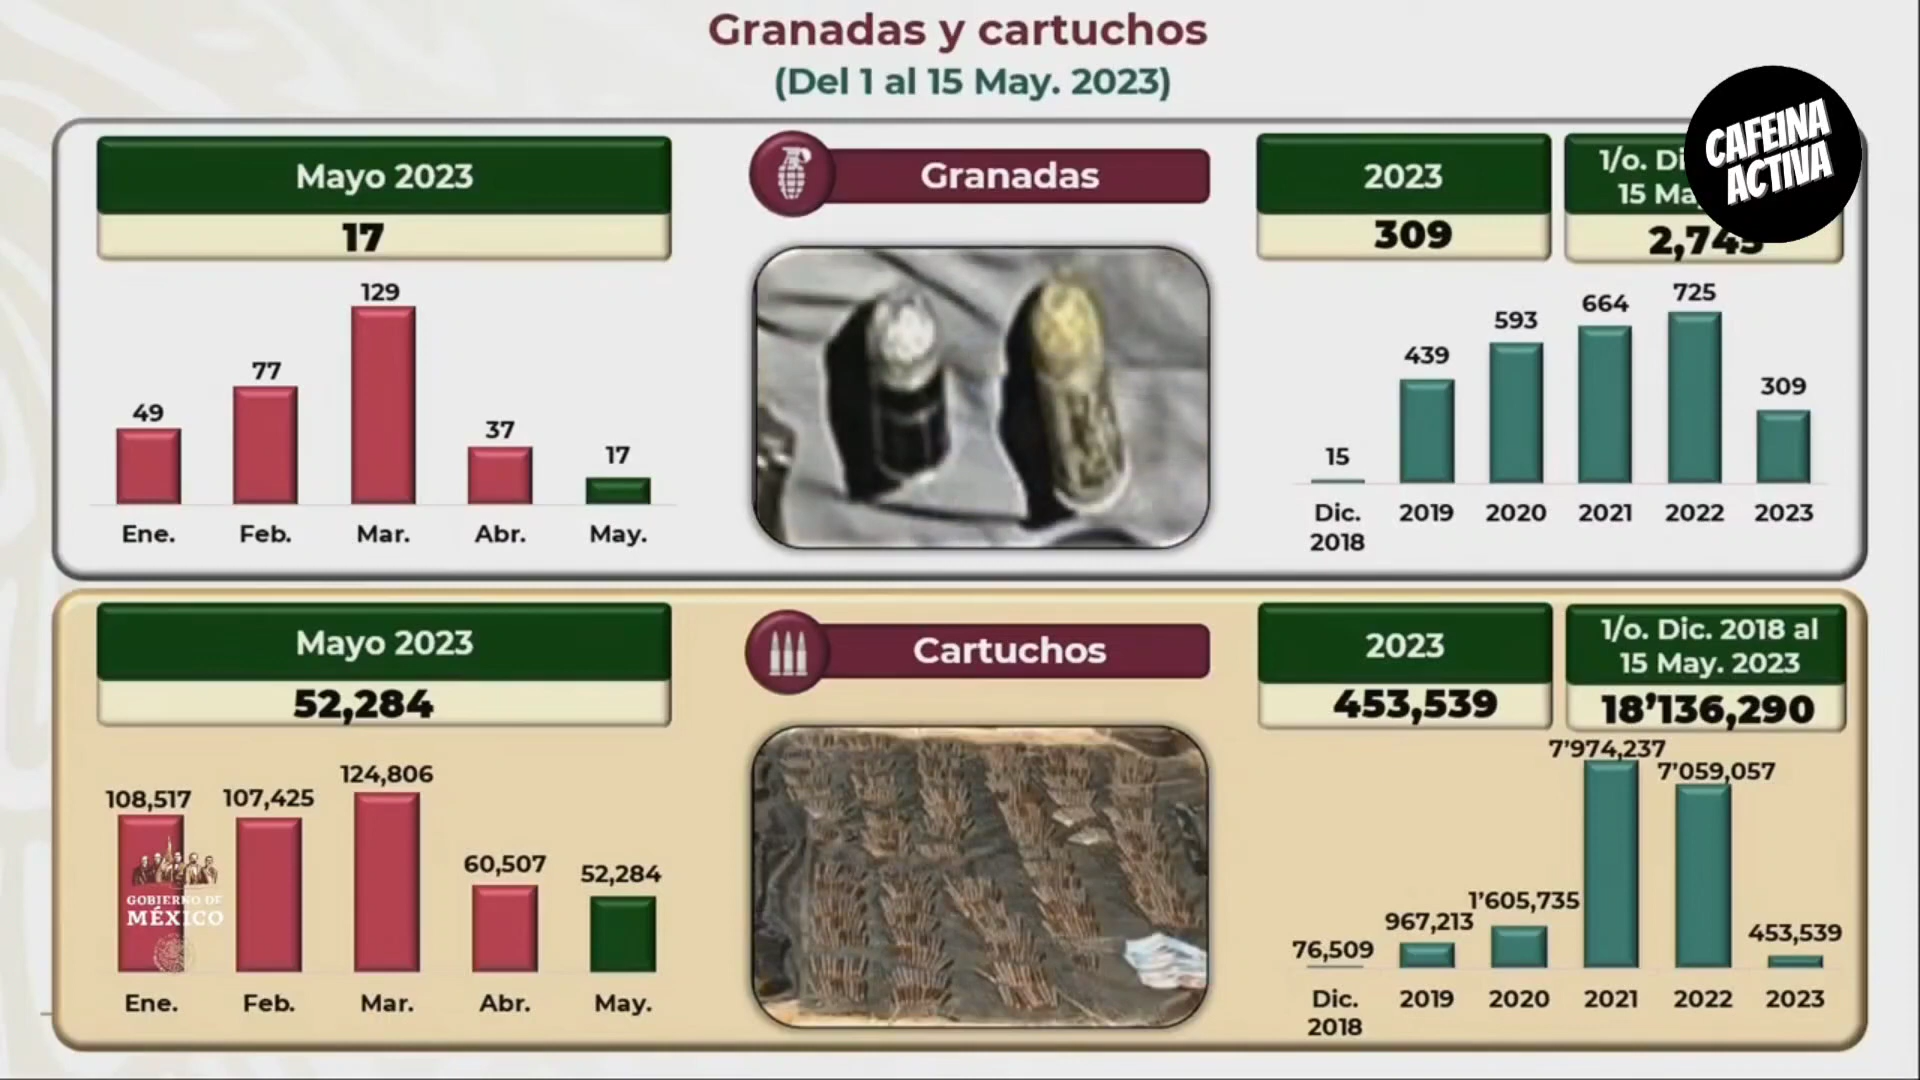 Granadas y cartuchos
(Del 1 al 15 May. 2023)
CAFEINA
ACTIVA
Mayo 2023
17
Granadas
2023
309
1/o.
15
2,745
129
77
49
37
17
Ene. Feb. Mar. Abr. May.
725
664
593
439
309
15
Dic. 2019 2020 2021 2022 2023
2018
Mayo 2023
52,284
Cartuchos
2023
453,539
1/o. Dic. 2018 al
15 May. 2023
18’136,290
124,806
108,517 107,425
60,507
52,284
GOBIERNO DE
MÉXICO
Ene. Feb. Mar. Abr. May.
7’974,237
7’059,057
1’605,735
967,213
453,539
76,509
Dic. 2019 2020 2021 2022 2023
2018